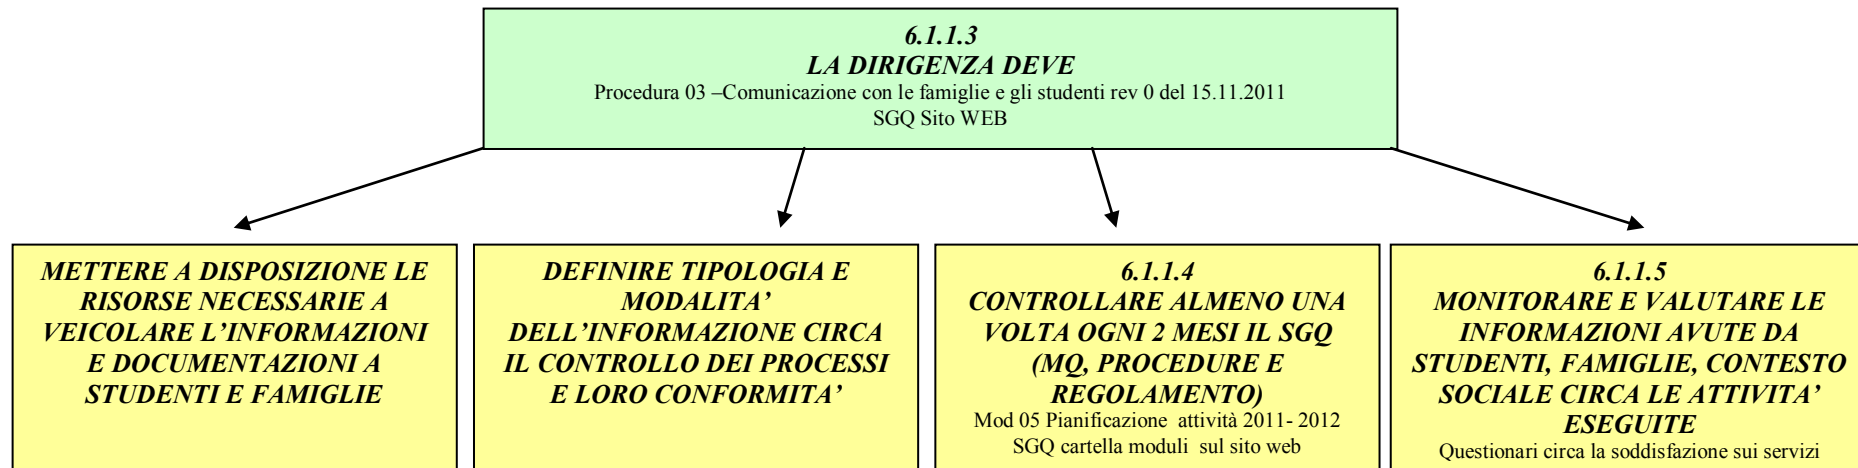 6.1.1.3
LA DIRIGENZA DEVE
Procedura 03 –Comunicazione con le famiglie e gli studenti rev 0 del 15.11.2011
SGQ Sito WEB
METTERE A DISPOSIZIONE LE
RISORSE NECESSARIE A
VEICOLARE L’INFORMAZIONI
E DOCUMENTAZIONI A
STUDENTI E FAMIGLIE
DEFINIRE TIPOLOGIA E
MODALITA’
DELL’INFORMAZIONE CIRCA
IL CONTROLLO DEI PROCESSI
E LORO CONFORMITA’
6.1.1.4
CONTROLLARE ALMENO UNA
VOLTA OGNI 2 MESI IL SGQ
(MQ, PROCEDURE E
REGOLAMENTO)
Mod 05 Pianificazione attività 2011- 2012
SGQ cartella moduli sul sito web
6.1.1.5
MONITORARE E VALUTARE LE
INFORMAZIONI AVUTE DA
STUDENTI, FAMIGLIE, CONTESTO
SOCIALE CIRCA LE ATTIVITA’
ESEGUITE
Questionari circa la soddisfazione sui servizi